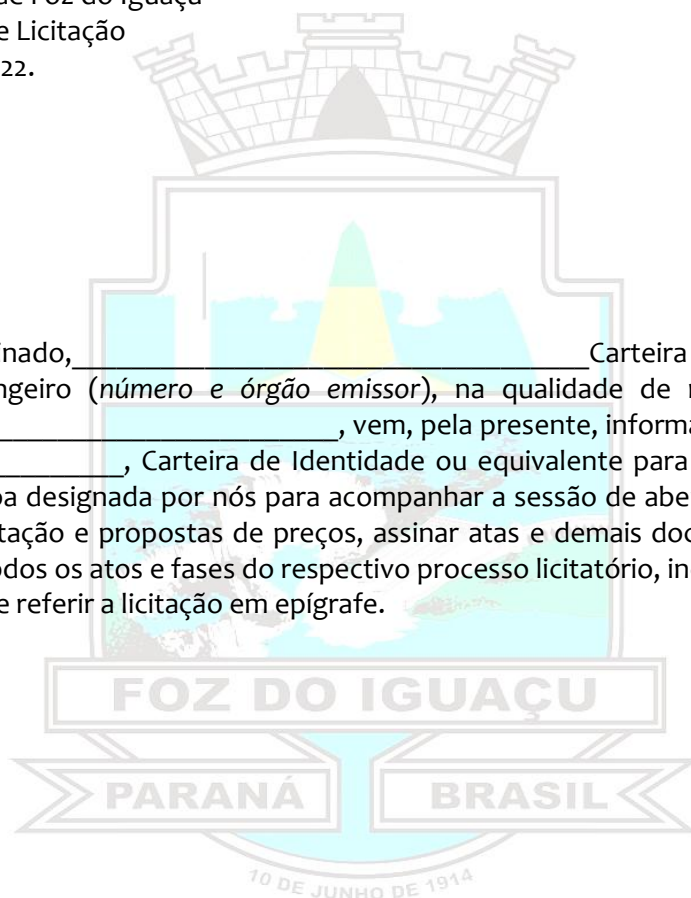 de Foz do Iguaçu
e Licitação
22.
inado,_______________________________________Carteira
ngeiro (número e órgão emissor), na qualidade de
__________________________, vem, pela presente, informa
__________, Carteira de Identidade ou equivalente para
oa designada por nós para acompanhar a sessão de abe
tação e propostas de preços, assinar atas e demais doc
odos os atos e fases do respectivo processo licitatório, in
e referir a licitação em epígrafe.
FOZ DO IGUAÇU
PARANÁ BRASIL
10 DE JUNHO DE 1914